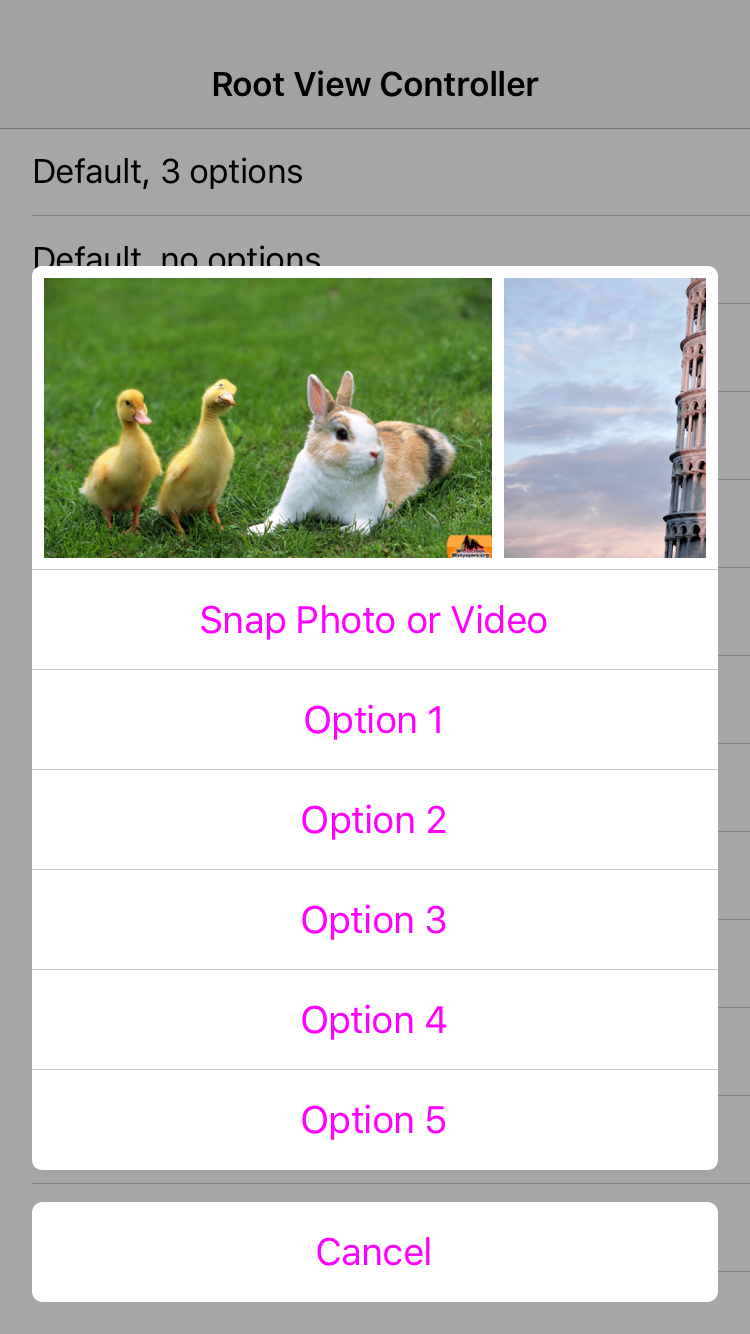 Root View Controller
Default, 3 options
Default, no options
Snap Photo or Video
Option 1
Option 2
Option 3
Option 4
Option 5
Cancel